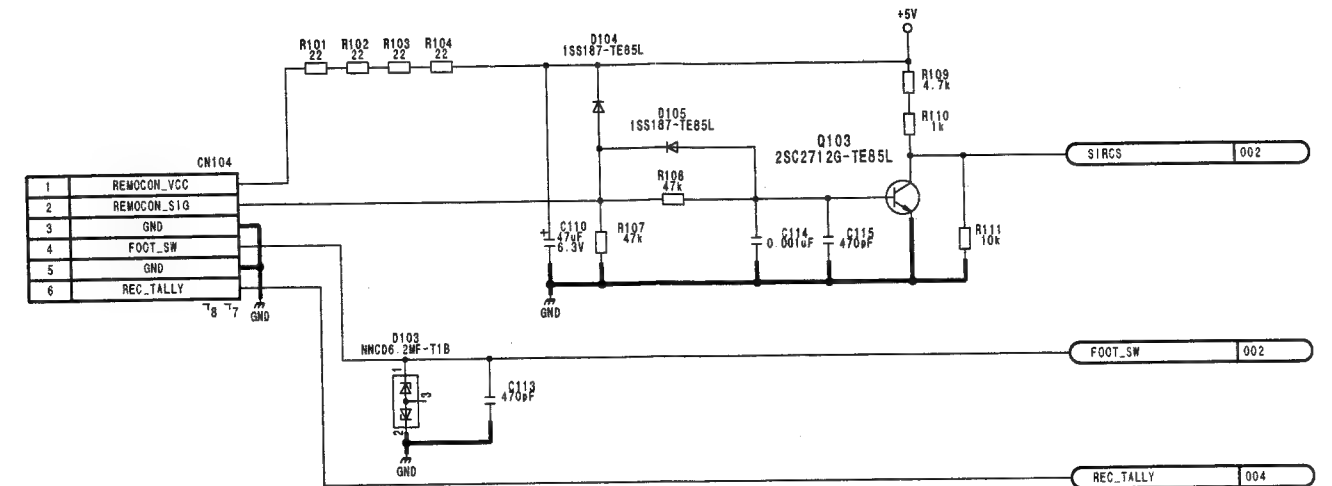 +5V
R101
22
R102
22
R103
22
R104
22
D104
1SS187-TE85L
R109
4.7k
D105
1SS187-TE85L
R110
1k
Q103
2SC2712G-TE85L
SIRCS 002
CN104
1 REMOCON_VCC
2 REMOCON_SIG
3 GND
4 FOOT_SW
5 GND
6 REC_TALLY
8 7
GND
R108
47k
C110
+
47uF
6.3V
R107
47k
C114
0.001uF
C115
470pF
R111
10k
GND
D103
NNCD6.2MF-T1B
1
3
2
C113
470pF
GND
FOOT_SW 002
REC_TALLY 004